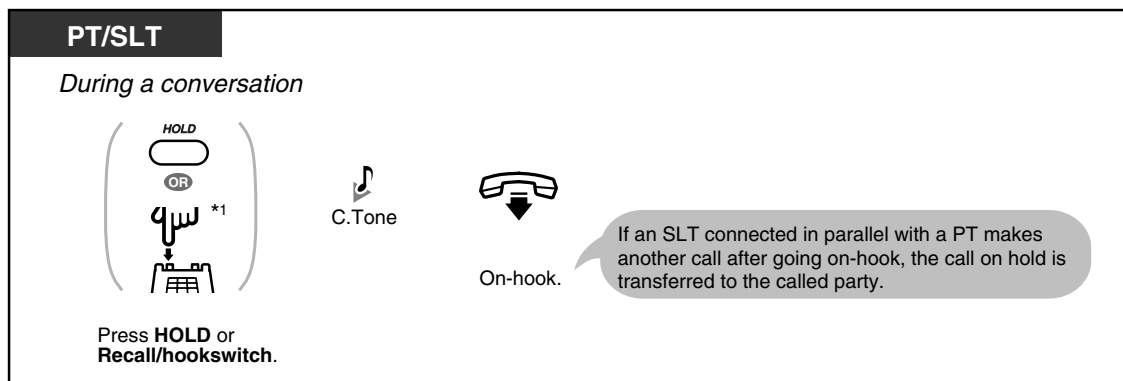 PT/SLT
During a conversation
HOLD
OR
*1
C.Tone
On-hook.
If an SLT connected in parallel with a PT makes
another call after going on-hook, the call on hold is
transferred to the called party.
Press HOLD or
Recall/hookswitch.